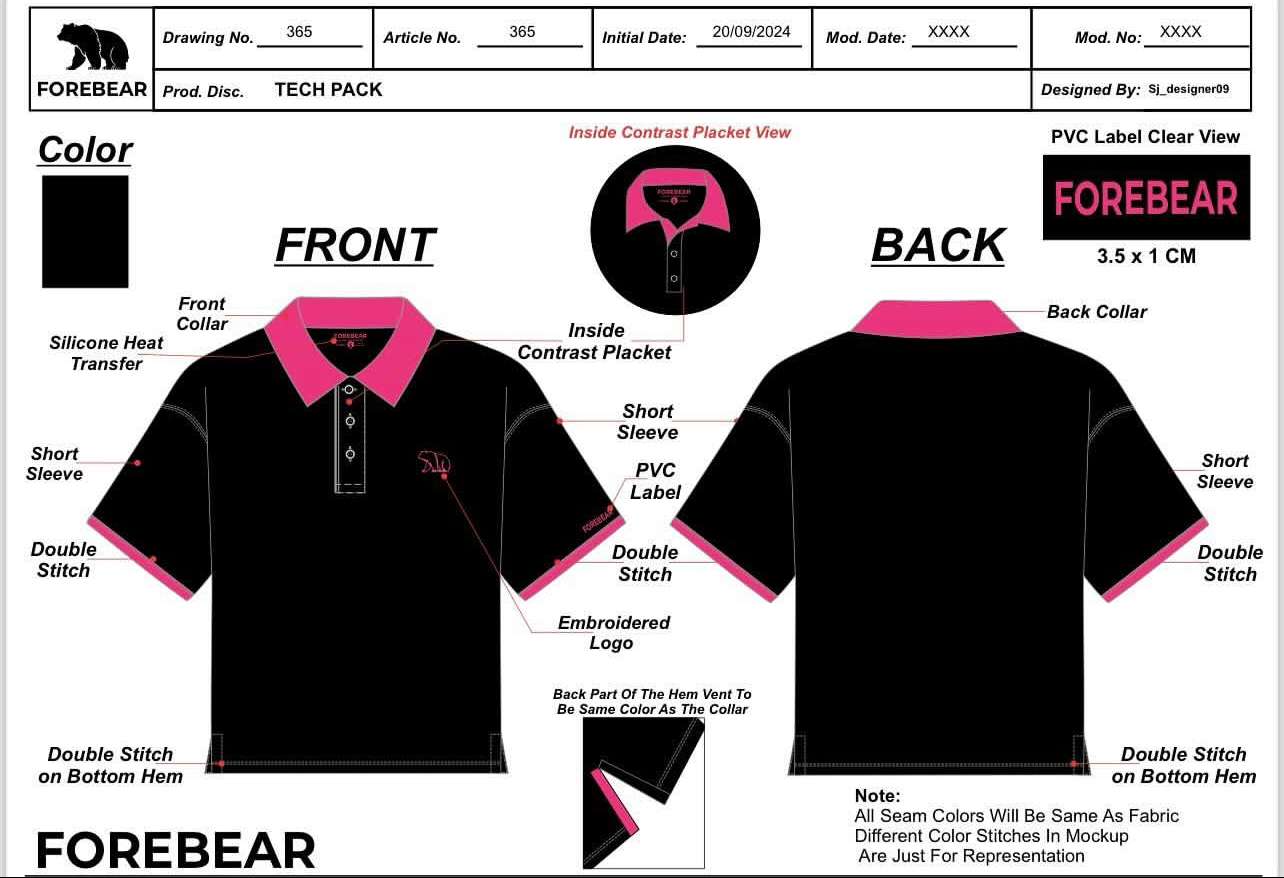 FOREBEAR
Drawing No. 365
Article No. 365
Initial Date: 20/09/2024
Mod. Date: XXXX
Mod. No: XXXX
Prod. Disc. TECH PACK
Designed By: Sj_designer09
Color
Inside Contrast Placket View
PVC Label Clear View
FOREBEAR
3.5 x 1 CM
FOREBEAR
FRONT
BACK
Front
Collar
Silicone Heat
Transfer
FOREBEAR
Inside
Contrast Placket
Back Collar
Short
Sleeve
Short
Sleeve
Short
Sleeve
PVC
Label
FOREBEAR
Double
Stitch
Double
Stitch
Double
Stitch
Embroidered
Logo
Back Part Of The Hem Vent To
Be Same Color As The Collar
Double Stitch
on Bottom Hem
Double Stitch
on Bottom Hem
Note:
All Seam Colors Will Be Same As Fabric
Different Color Stitches In Mockup
Are Just For Representation
FOREBEAR